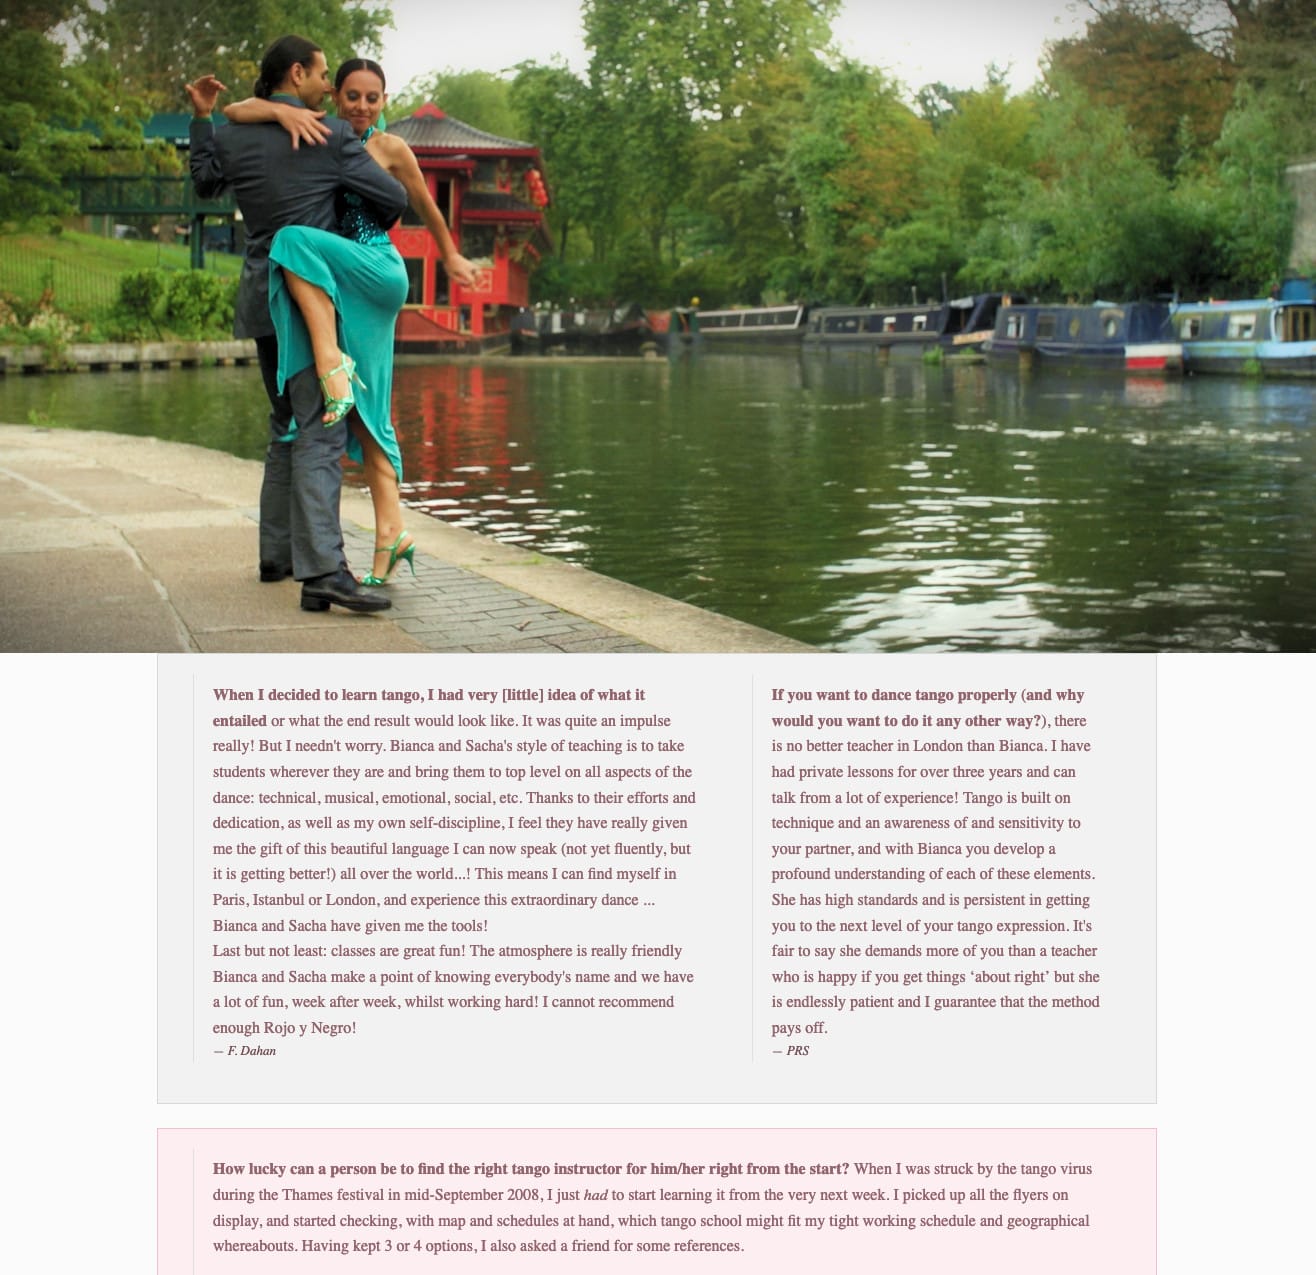 When I decided to learn tango, I had very [little] idea of what it
entailed or what the end result would look like. It was quite an impulse
really! But I needn't worry. Bianca and Sacha's style of teaching is to take
students wherever they are and bring them to top level on all aspects of the
dance: technical, musical, emotional, social, etc. Thanks to their efforts and
dedication, as well as my own self-discipline, I feel they have really given
me the gift of this beautiful language I can now speak (not yet fluently, but
it is getting better!) all over the world...! This means I can find myself in
Paris, Istanbul or London, and experience this extraordinary dance ...
Bianca and Sacha have given me the tools!
Last but not least: classes are great fun! The atmosphere is really friendly
Bianca and Sacha make a point of knowing everybody's name and we have
a lot of fun, week after week, whilst working hard! I cannot recommend
enough Rojo y Negro!
— F. Dahan
If you want to dance tango properly (and why
would you want to do it any other way?), there
is no better teacher in London than Bianca. I have
had private lessons for over three years and can
talk from a lot of experience! Tango is built on
technique and an awareness of and sensitivity to
your partner, and with Bianca you develop a
profound understanding of each of these elements.
She has high standards and is persistent in getting
you to the next level of your tango expression. It's
fair to say she demands more of you than a teacher
who is happy if you get things ‘about right’ but she
is endlessly patient and I guarantee that the method
pays off.
— PRS
How lucky can a person be to find the right tango instructor for him/her right from the start? When I was struck by the tango virus
during the Thames festival in mid-September 2008, I just had to start learning it from the very next week. I picked up all the flyers on
display, and started checking, with map and schedules at hand, which tango school might fit my tight working schedule and geographical
whereabouts. Having kept 3 or 4 options, I also asked a friend for some references.